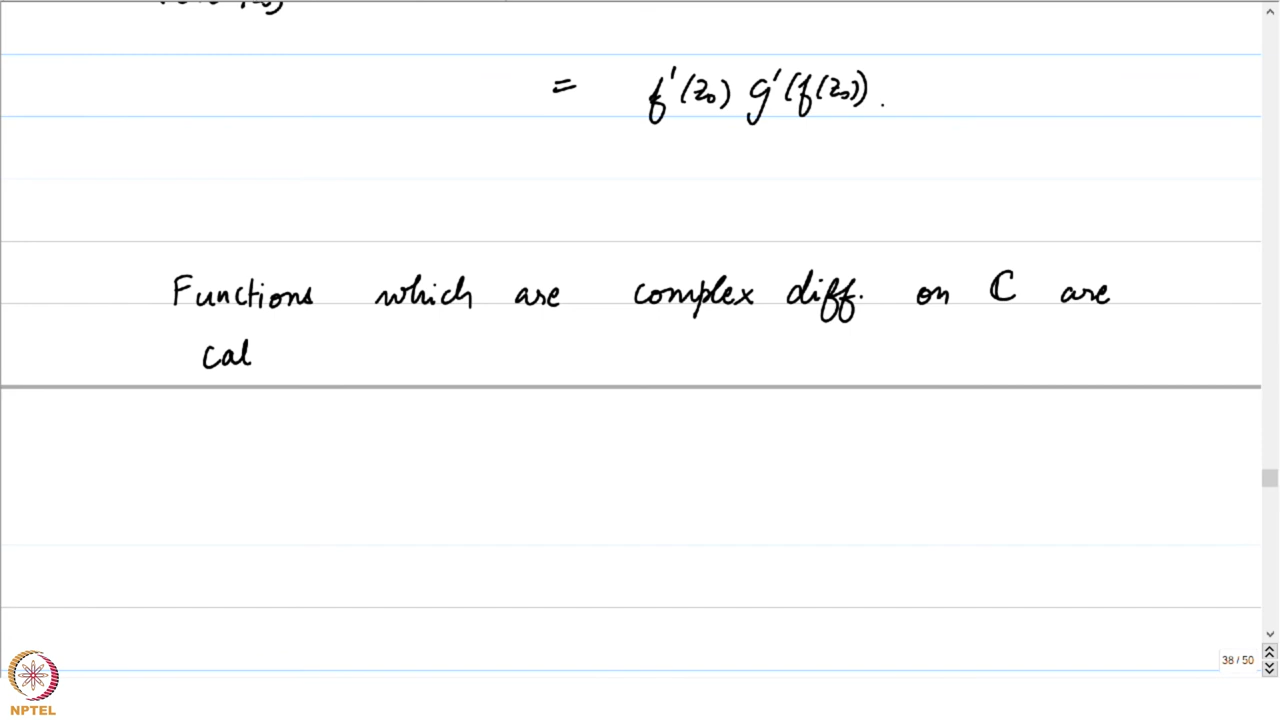 = f'(z₀) g'(f(z₀)).
Functions which are complex diff. on ℂ are
cal
38 / 50
NPTEL